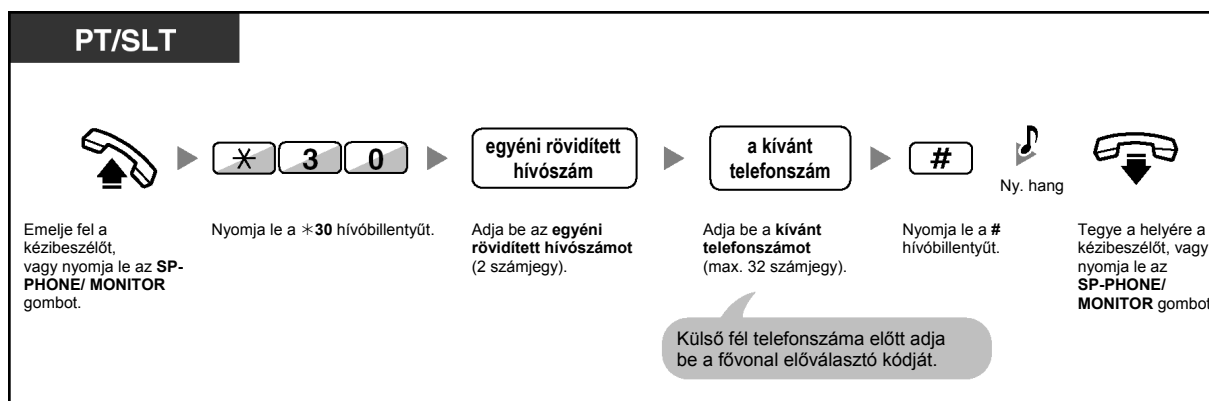 PT/SLT
✳ 3 0
egyéni rövidített
hívószám
a kívánt
telefonszám
#
Ny. hang
Emelje fel a
kézibeszélőt,
vagy nyomja le az SP-
PHONE/ MONITOR
gombot.
Nyomja le a ✳30 hívóbillentyűt.
Adja be az egyéni
rövidített hívószámot
(2 számjegy).
Adja be a kívánt
telefonszámot
(max. 32 számjegy).
Nyomja le a #
hívóbillentyűt.
Tegye a helyére a
kézibeszélőt, vagy
nyomja le az
SP-PHONE/
MONITOR gombot
Külső fél telefonszáma előtt adja
be a fővonal előválasztó kódját.